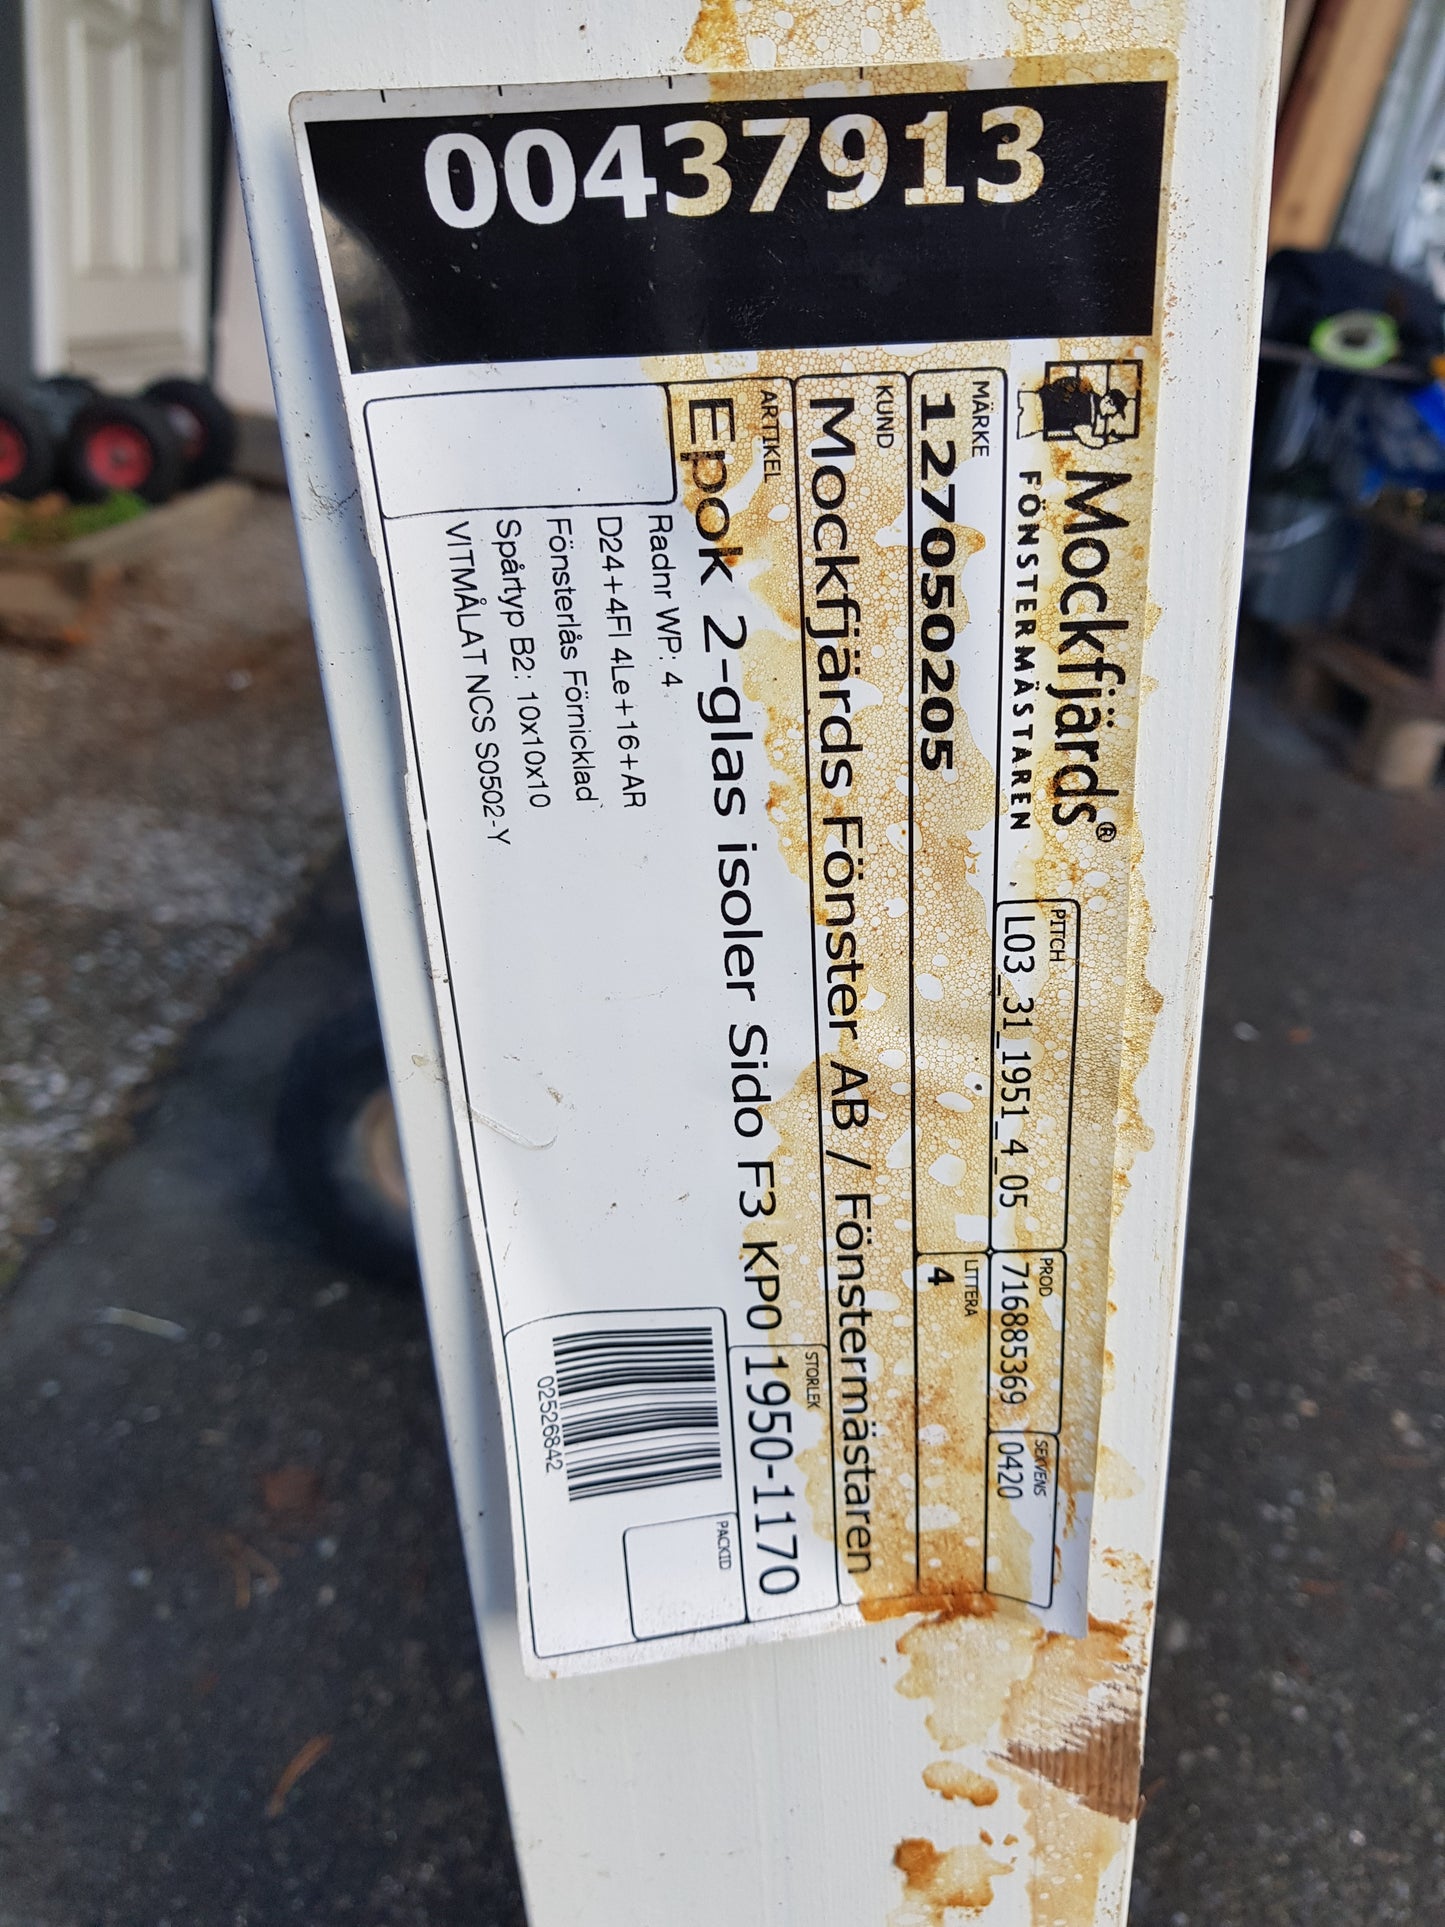 00437913
Mockfjärds®
FÖNSTERMÄSTAREN
PITCH
L03_31_1951_4_05
PROD
716885369
SEKVENS
0420
MÄRKE
127050205
LITTERA
4
KUND
Mockfjärds Fönster AB / Fönstermästaren
ARTIKEL
Epok 2-glas isoler Sido F3 KP0
STORLEK
1950-1170
Radnr WP: 4
D24+4Fl 4Le+16+AR
Fönsterlås Förnicklad
Spårtyp B2: 10x10x10
VITMÅLAT NCS S0502-Y
02526842
PACKID